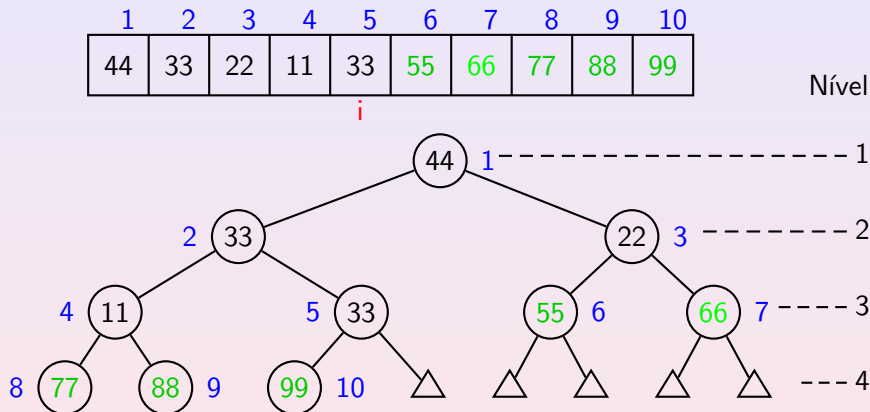 1 2 3 4 5 6 7 8 9 10
44 33 22 11 33 55 66 77 88 99
Nível
i
44 1 1
2 33 22 3 2
4 11 5 33 55 6 66 7 3
8 77 88 9 99 10 4